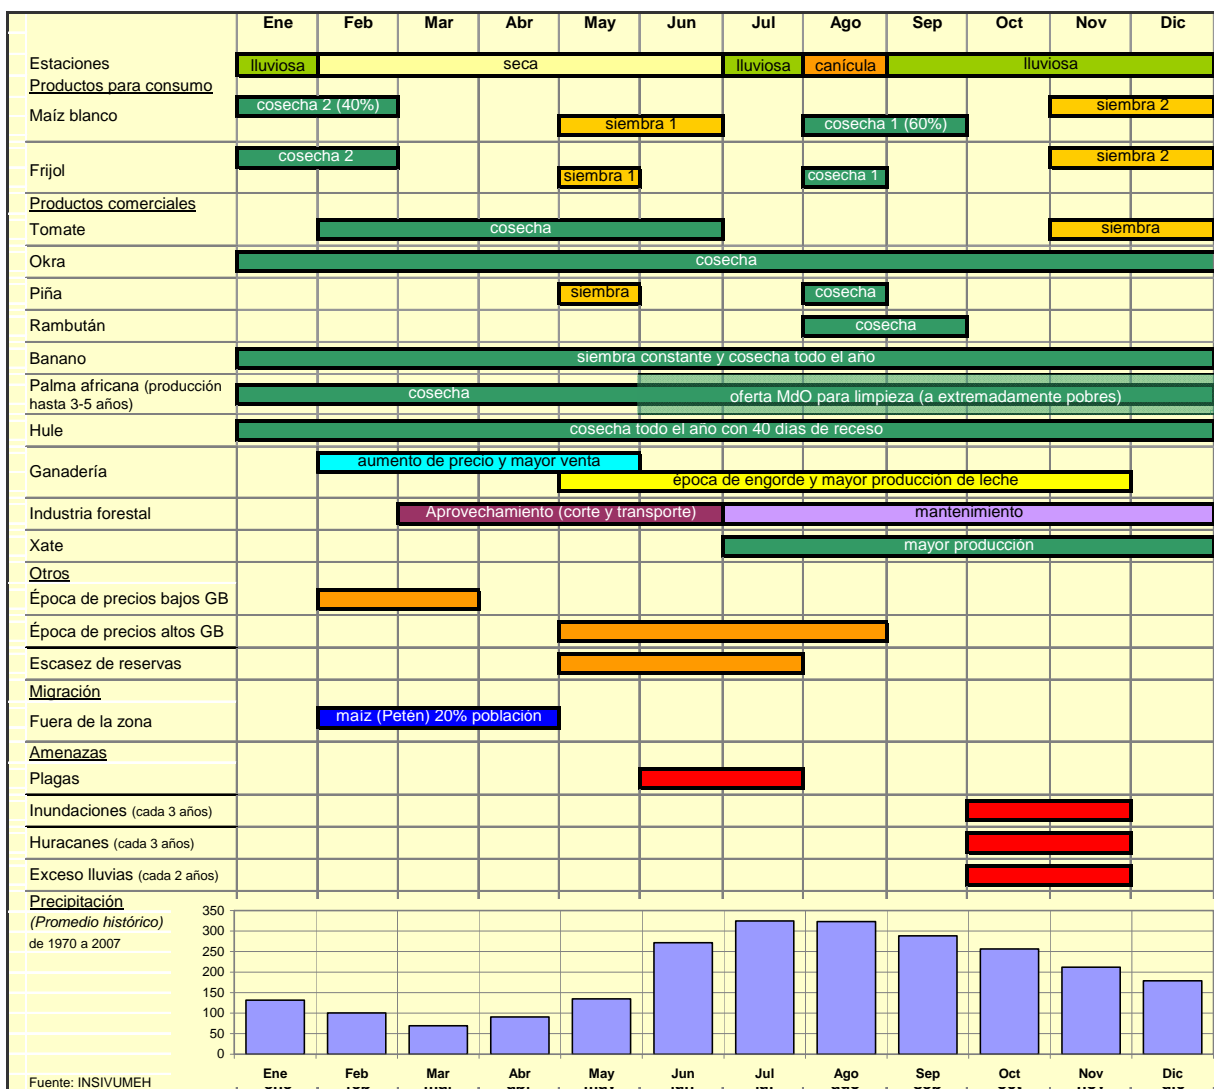 Ene Feb Mar Abr May Jun Jul Ago Sep Oct Nov Dic
Estaciones lluviosa seca lluviosa canícula lluviosa
Productos para consumo
Maíz blanco cosecha 2 (40%) siembra 2
siembra 1 cosecha 1 (60%)
Frijol cosecha 2 siembra 2
siembra 1 cosecha 1
Productos comerciales
Tomate cosecha siembra
Okra cosecha
Piña siembra cosecha
Rambután cosecha
Banano siembra constante y cosecha todo el año
Palma africana (producción
hasta 3-5 años) cosecha oferta MdO para limpieza (a extremadamente pobres)
Hule cosecha todo el año con 40 días de receso
Ganadería aumento de precio y mayor venta
época de engorde y mayor producción de leche
Industria forestal Aprovechamiento (corte y transporte) mantenimiento
Xate mayor producción
Otros
Época de precios bajos GB
Época de precios altos GB
Escasez de reservas
Migración
Fuera de la zona maíz (Petén) 20% población
Amenazas
Plagas
Inundaciones (cada 3 años)
Huracanes (cada 3 años)
Exceso lluvias (cada 2 años)
Precipitación
(Promedio histórico)
de 1970 a 2007
350
300
250
200
150
100
50
0
Ene Feb Mar Abr May Jun Jul Ago Sep Oct Nov Dic
Fuente: INSIVUMEH